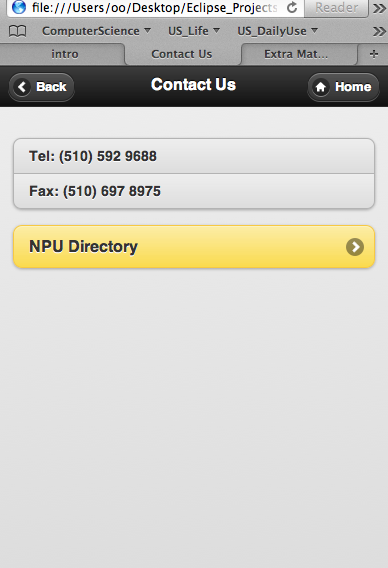 file:///Users/oo/Desktop/Eclipse_Projects Reader
ComputerScience US_Life US_DailyUse
intro Contact Us Extra Mat...
Back Contact Us Home
Tel: (510) 592 9688
Fax: (510) 697 8975
NPU Directory